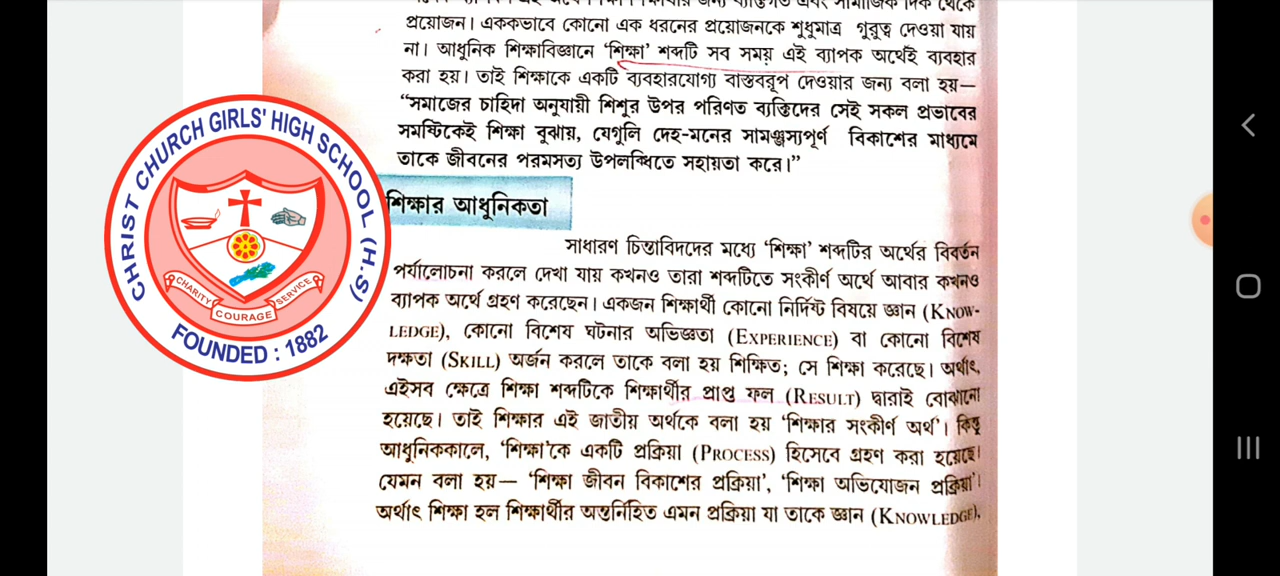 প্রয়োজন। এককভাবে কোনো এক ধরনের প্রয়োজনকে শুধুমাত্র গুরুত্ব দেওয়া যায়
না। আধুনিক শিক্ষাবিজ্ঞানে ‘শিক্ষা’ শব্দটি সব সময় এই ব্যাপক অর্থেই ব্যবহার
করা হয়। তাই শিক্ষাকে একটি ব্যবহারযোগ্য বাস্তবরূপ দেওয়ার জন্য বলা হয়—
“সমাজের চাহিদা অনুযায়ী শিশুর উপর পরিণত ব্যক্তিদের সেই সকল প্রভাবের
সমষ্টিকেই শিক্ষা বুঝায়, যেগুলি দেহ-মনের সামঞ্জস্যপূর্ণ বিকাশের মাধ্যমে
তাকে জীবনের পরমসত্য উপলব্ধিতে সহায়তা করে।”
শিক্ষার আধুনিকতা
সাধারণ চিন্তাবিদদের মধ্যে ‘শিক্ষা’ শব্দটির অর্থের বিবর্তন
পর্যালোচনা করলে দেখা যায় কখনও তারা শব্দটিতে সংকীর্ণ অর্থে আবার কখনও
ব্যাপক অর্থে গ্রহণ করেছেন। একজন শিক্ষার্থী কোনো নির্দিষ্ট বিষয়ে জ্ঞান (KNOW-
LEDGE), কোনো বিশেষ ঘটনার অভিজ্ঞতা (EXPERIENCE) বা কোনো বিশেষ
দক্ষতা (SKILL) অর্জন করলে তাকে বলা হয় শিক্ষিত; সে শিক্ষা করেছে। অর্থাৎ,
এইসব ক্ষেত্রে শিক্ষা শব্দটিকে শিক্ষার্থীর প্রাপ্ত ফল (RESULT) দ্বারাই বোঝানো
হয়েছে। তাই শিক্ষার এই জাতীয় অর্থকে বলা হয় ‘শিক্ষার সংকীর্ণ অর্থ’। কিন্তু
আধুনিককালে, ‘শিক্ষা’কে একটি প্রক্রিয়া (PROCESS) হিসেবে গ্রহণ করা হয়েছে।
যেমন বলা হয়— ‘শিক্ষা জীবন বিকাশের প্রক্রিয়া’, ‘শিক্ষা অভিযোজন প্রক্রিয়া’।
অর্থাৎ শিক্ষা হল শিক্ষার্থীর অন্তর্নিহিত এমন প্রক্রিয়া যা তাকে জ্ঞান (KNOWLEDGE),
CHRIST CHURCH GIRLS' HIGH SCHOOL (H.S)
CHARITY
COURAGE
SERVICE
FOUNDED : 1882